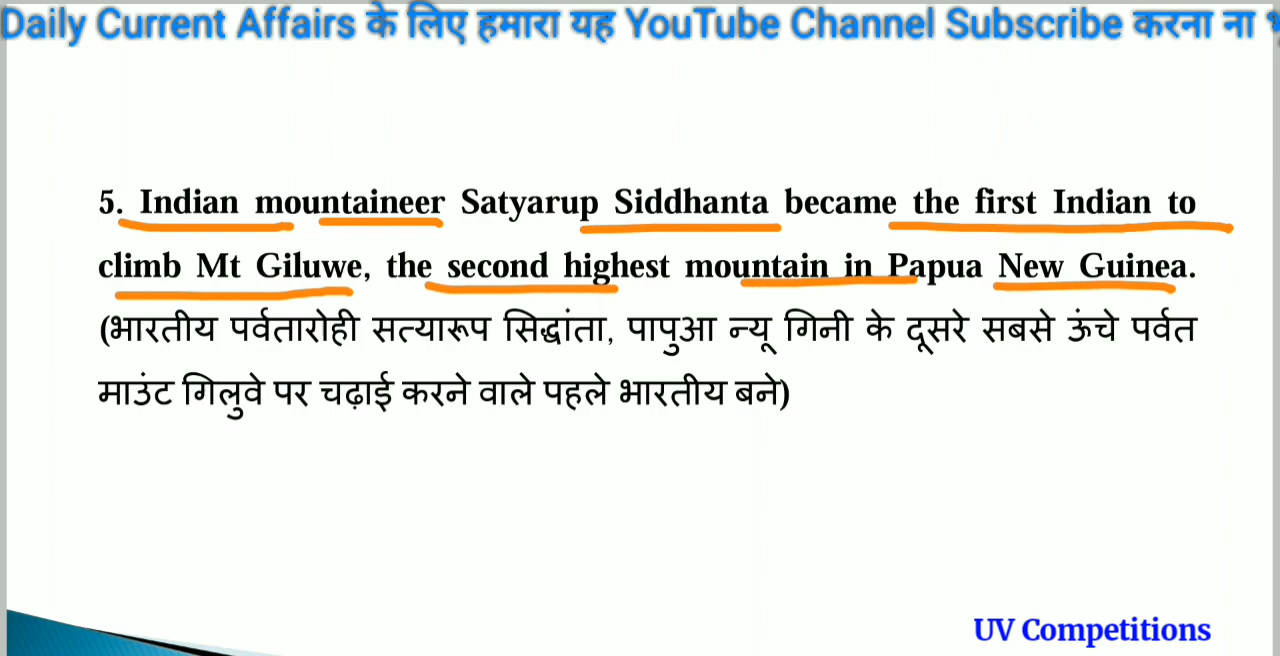 Daily Current Affairs के लिए हमारा यह YouTube Channel Subscribe करना ना
5. Indian mountaineer Satyarup Siddhanta became the first Indian to
climb Mt Giluwe, the second highest mountain in Papua New Guinea.
(भारतीय पर्वतारोही सत्यारूप सिद्धांता, पापुआ न्यू गिनी के दूसरे सबसे ऊंचे पर्वत
माउंट गिलुवे पर चढ़ाई करने वाले पहले भारतीय बने)
UV Competitions